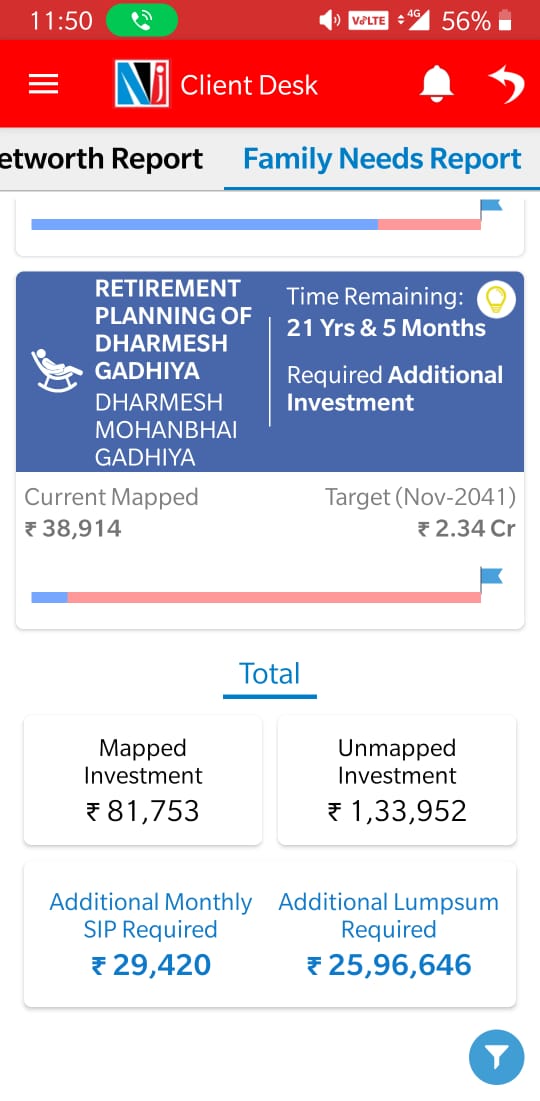 11:50 VoLTE 4G 56%
Nj Client Desk
etworth Report Family Needs Report
RETIREMENT
PLANNING OF
DHARMESH
GADHIYA
DHARMESH
MOHANBHAI
GADHIYA
Time Remaining:
21 Yrs & 5 Months
Required Additional
Investment
Current Mapped
₹ 38,914
Target (Nov-2041)
₹ 2.34 Cr
Total
Mapped
Investment
₹ 81,753
Unmapped
Investment
₹ 1,33,952
Additional Monthly
SIP Required
₹ 29,420
Additional Lumpsum
Required
₹ 25,96,646